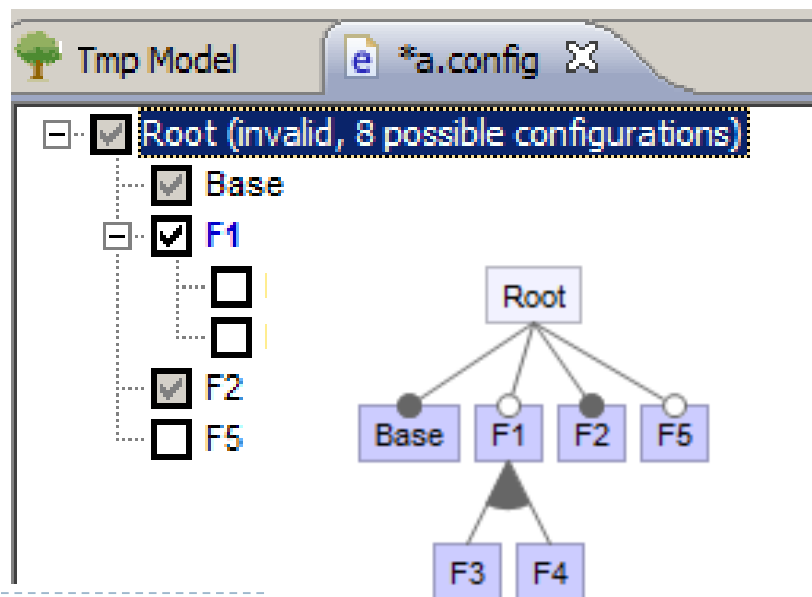 Tmp Model
*a.config
Root (invalid, 8 possible configurations)
Base
F1
F2
F5
Root
Base F1 F2 F5
F3 F4